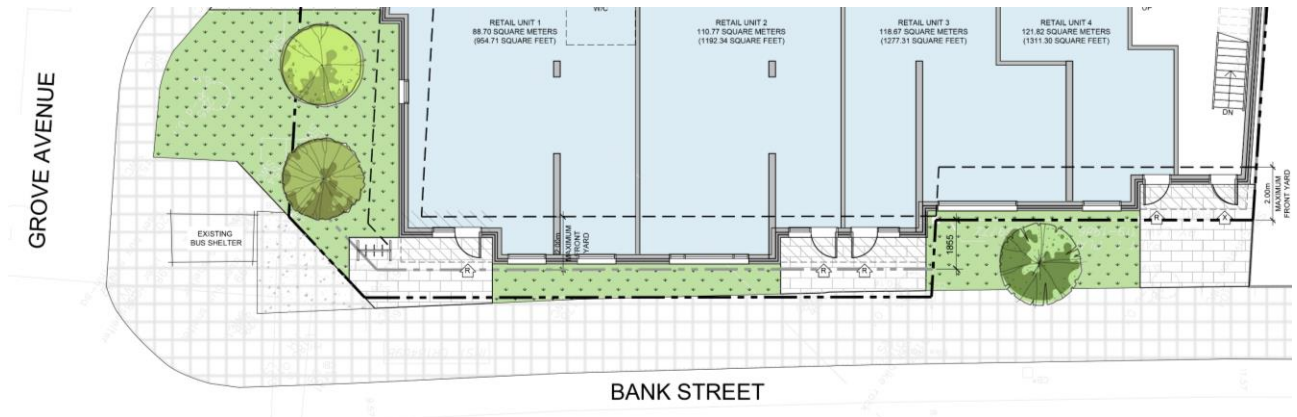 W/C
UP
RETAIL UNIT 1
88.70 SQUARE METERS
(954.71 SQUARE FEET)
RETAIL UNIT 2
110.77 SQUARE METERS
(1192.34 SQUARE FEET)
RETAIL UNIT 3
118.67 SQUARE METERS
(1277.31 SQUARE FEET)
RETAIL UNIT 4
121.82 SQUARE METERS
(1311.30 SQUARE FEET)
DN
GROVE AVENUE
EXISTING
BUS SHELTER
2.00m
MAXIMUM
FRONT YARD
1855
2.00m
MAXIMUM
FRONT YARD
R
R
R
R
X
BANK STREET